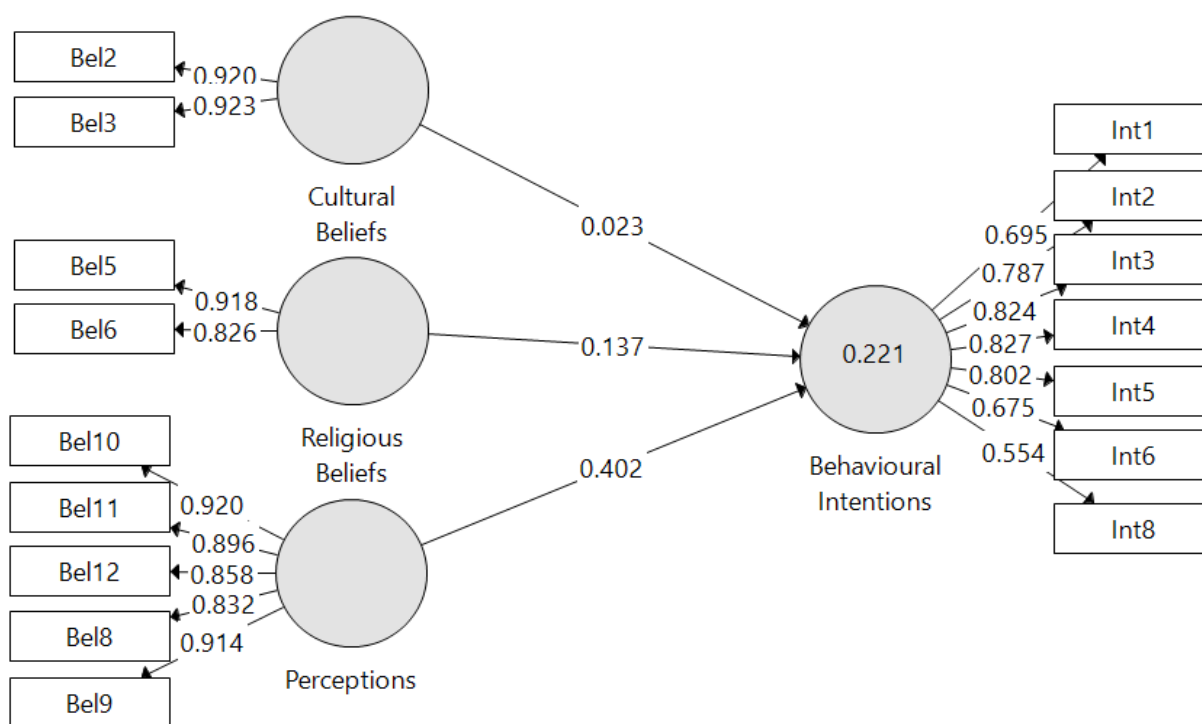 Bel2
0.920
0.923
Bel3
Cultural
Beliefs
Bel5
0.918
Bel6
0.826
Religious
Beliefs
Bel10
0.920
Bel11
0.896
Bel12
0.858
0.832
Bel8
0.914
Bel9
Perceptions
0.023
0.137
0.402
0.221
Behavioural
Intentions
0.695
0.787
0.824
0.827
0.802
0.675
0.554
Int1
Int2
Int3
Int4
Int5
Int6
Int8